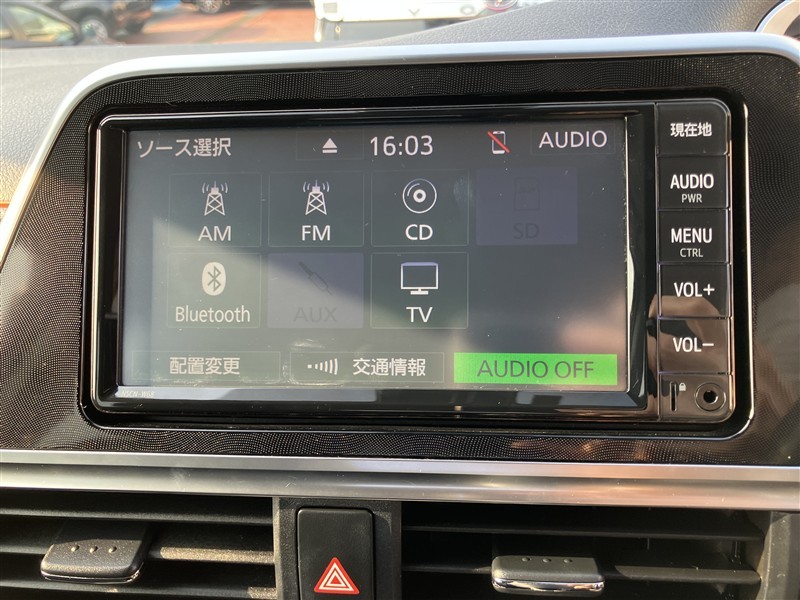 ソース選択 16:03 AUDIO
AM FM CD SD
Bluetooth AUX TV
配置変更 交通情報 AUDIO OFF
現在地
AUDIO
PWR
MENU
CTRL
VOL+
VOL−